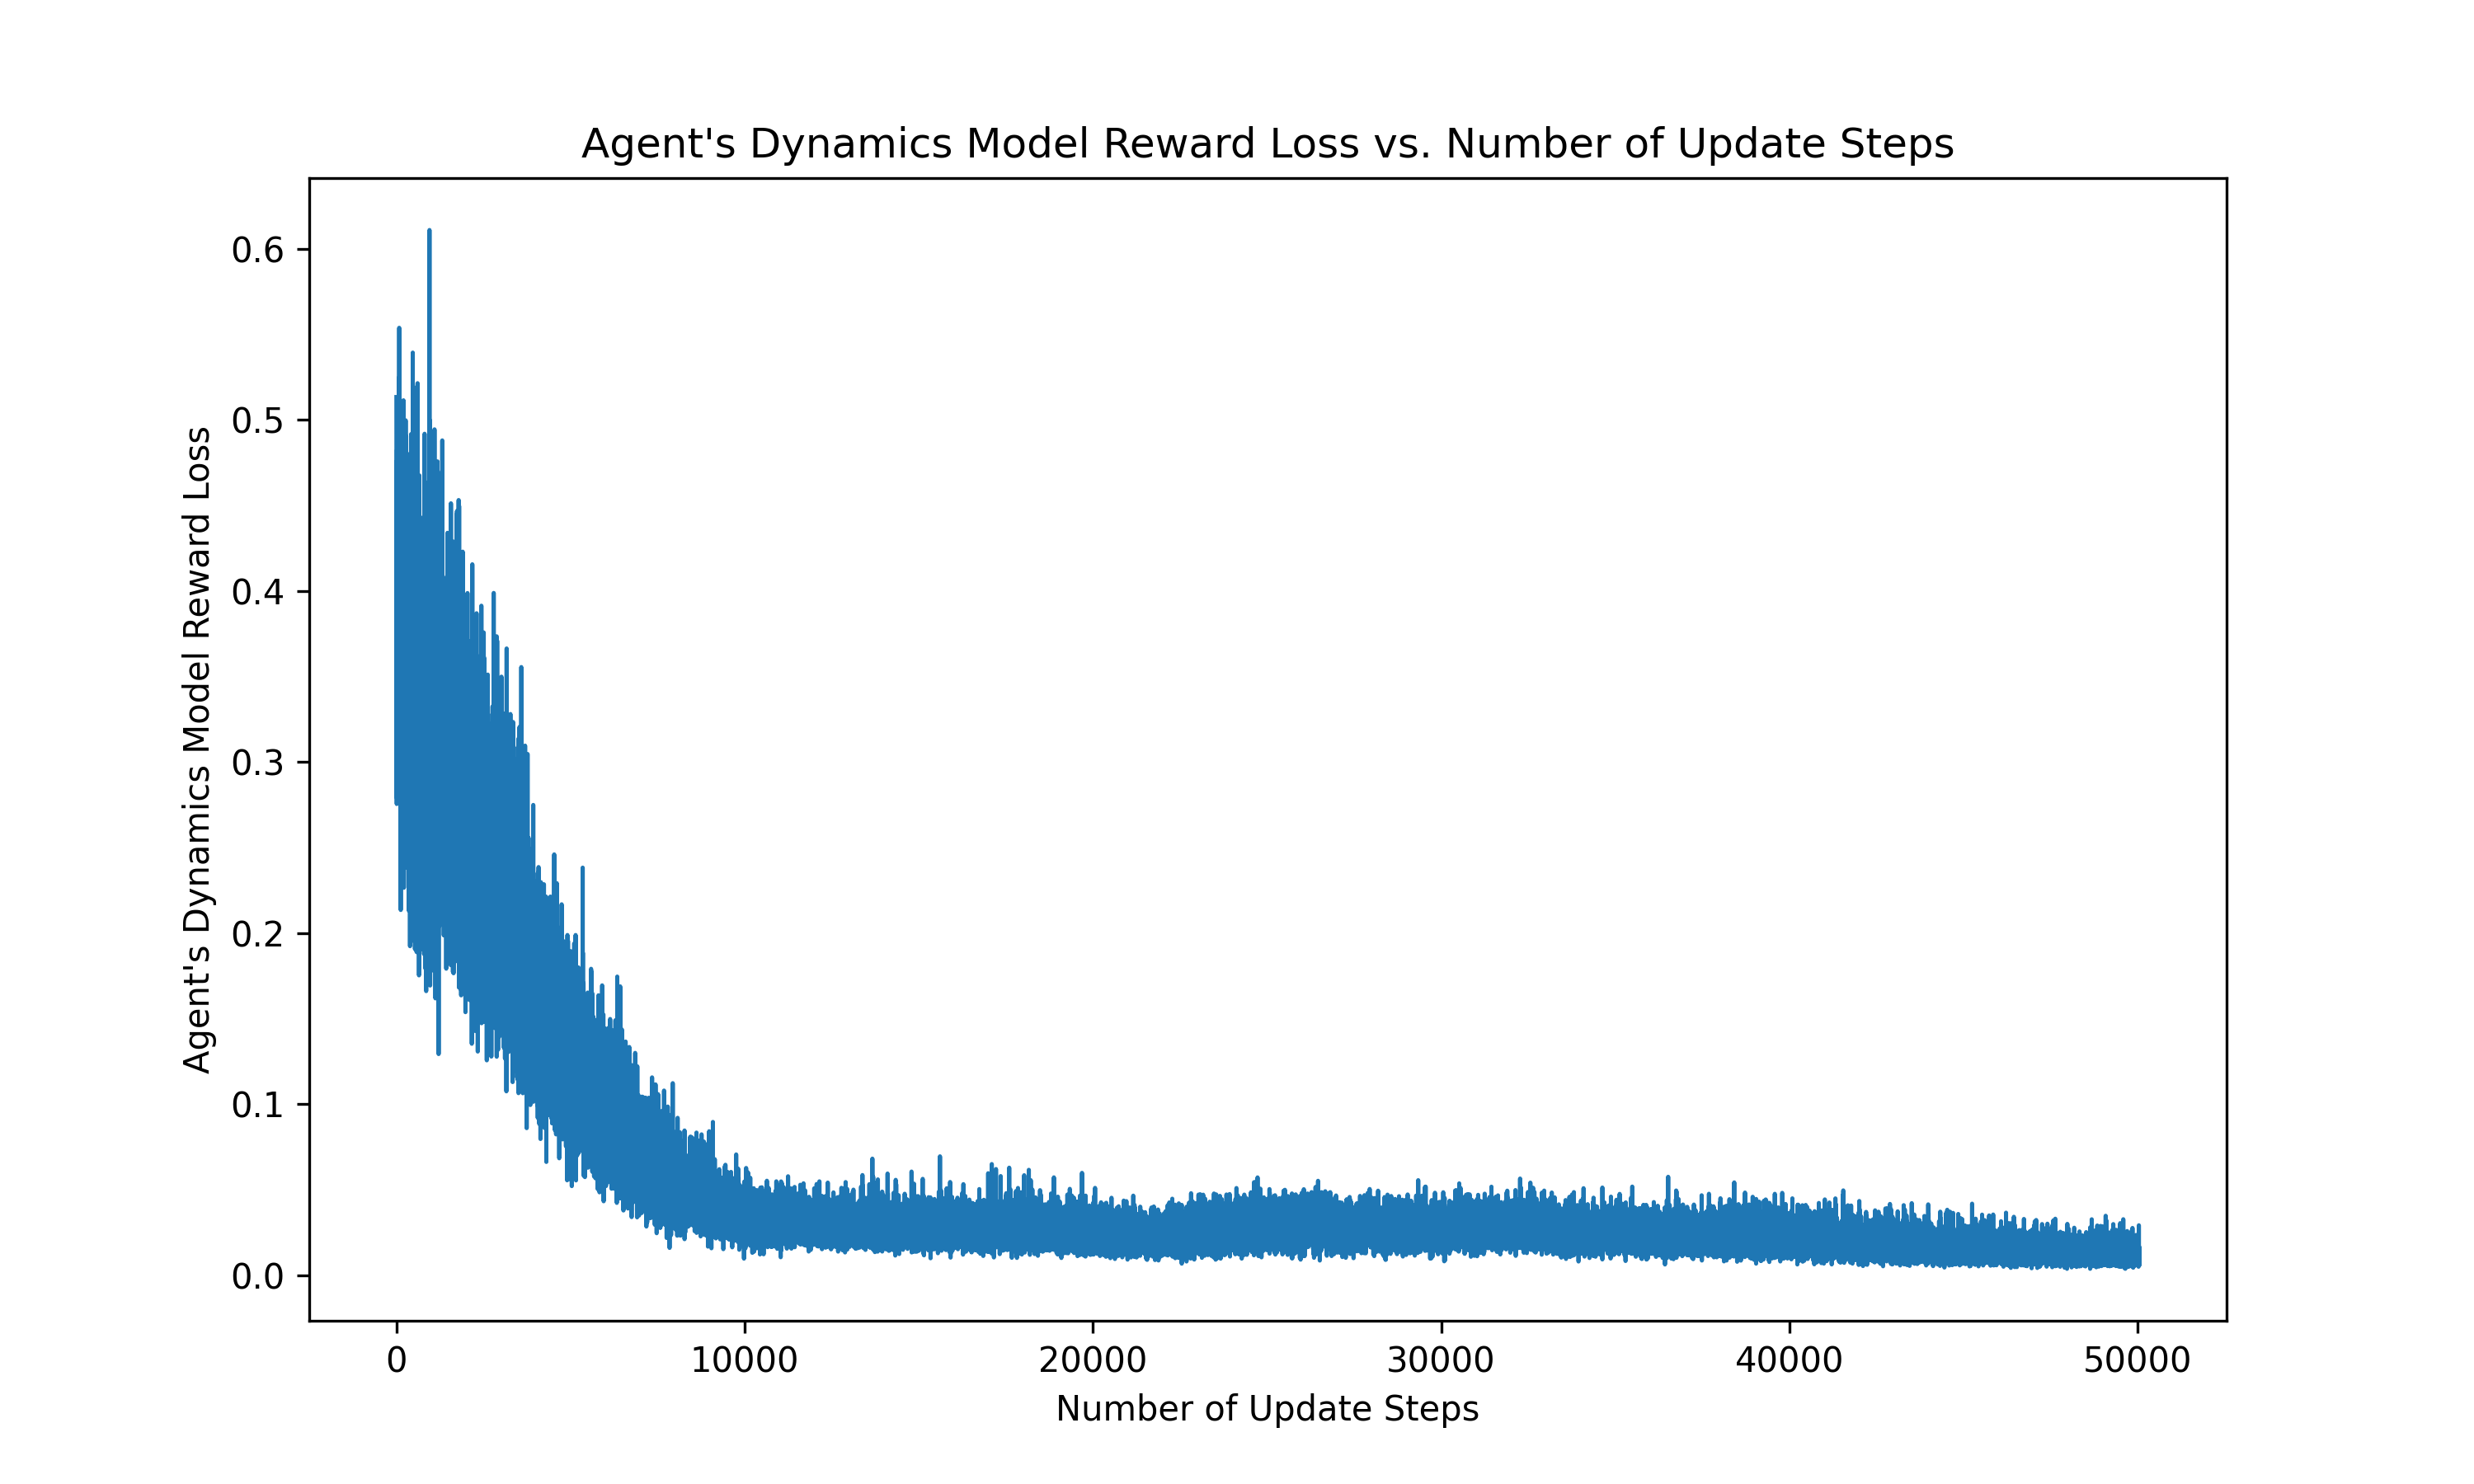 Agent's Dynamics Model Reward Loss vs. Number of Update Steps
Agent's Dynamics Model Reward Loss
0.6
0.5
0.4
0.3
0.2
0.1
0.0
0 10000 20000 30000 40000 50000
Number of Update Steps